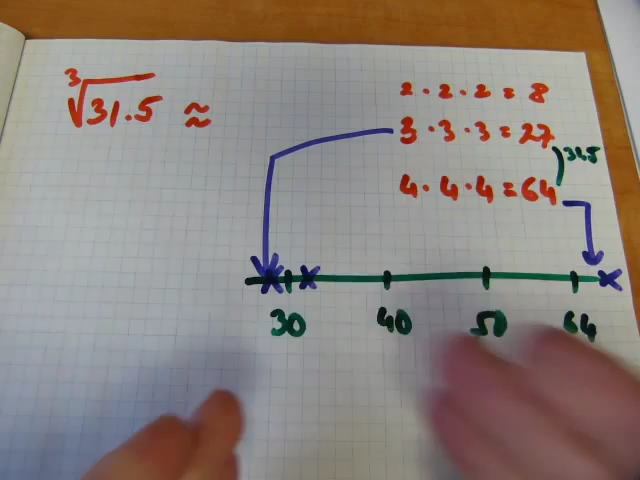 ∛31.5 ≈
2 · 2 · 2 = 8
3 · 3 · 3 = 27
31.5
4 · 4 · 4 = 64
30 40 50 64